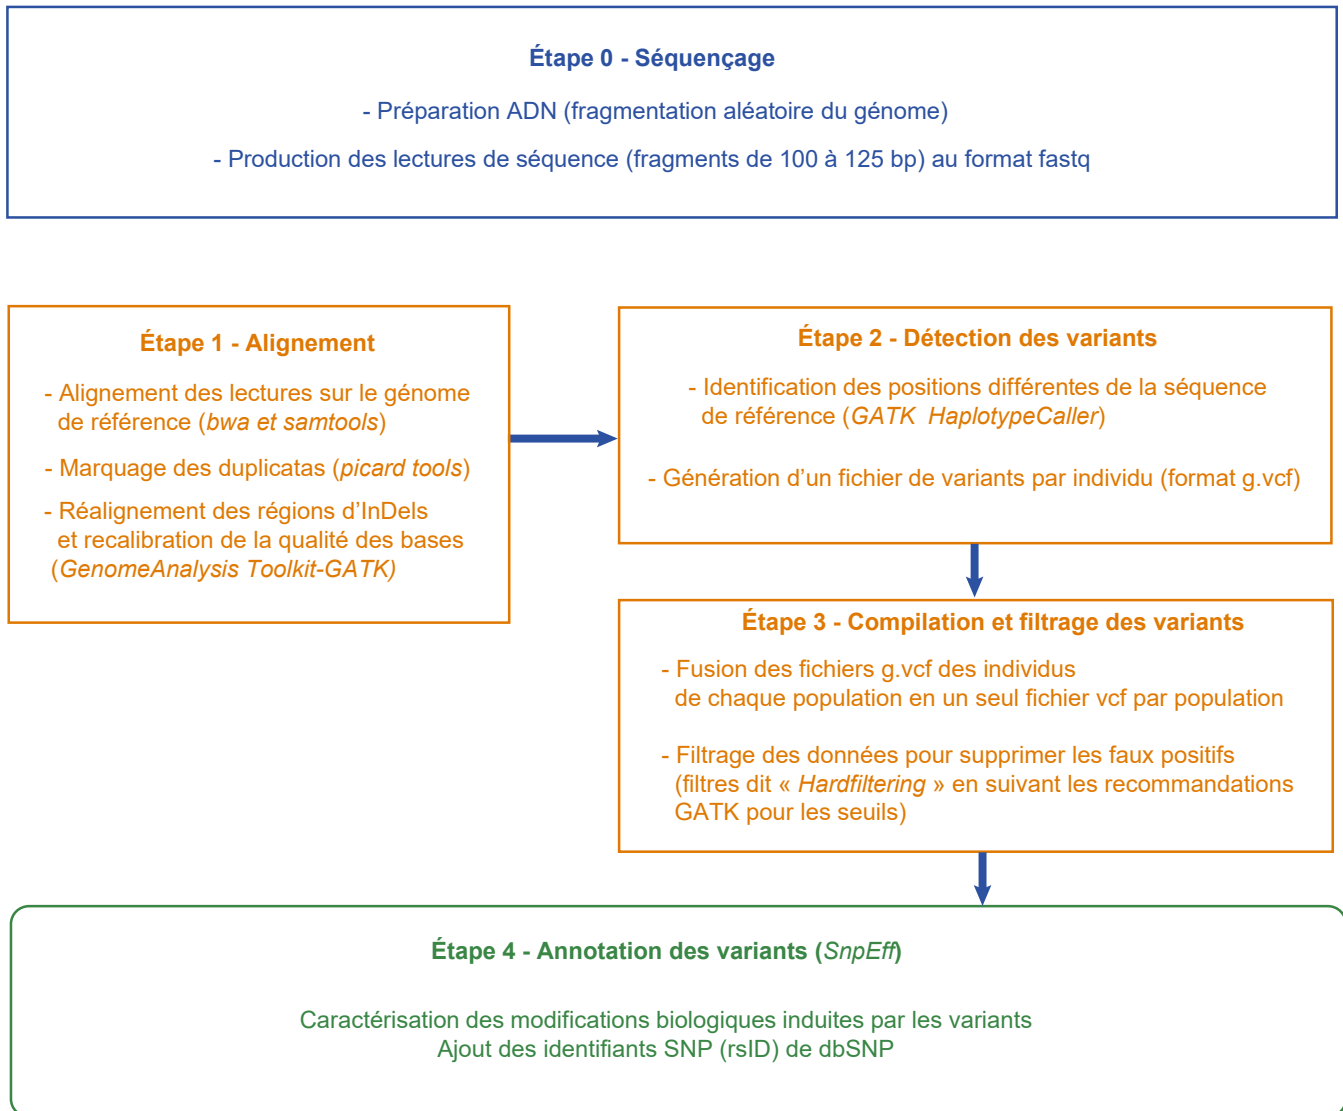 Étape 0 - Séquençage
- Préparation ADN (fragmentation aléatoire du génome)
- Production des lectures de séquence (fragments de 100 à 125 bp) au format fastq
Étape 1 - Alignement
- Alignement des lectures sur le génome
de référence (bwa et samtools)
- Marquage des duplicatas (picard tools)
- Réalignement des régions d’InDels
et recalibration de la qualité des bases
(GenomeAnalysis Toolkit-GATK)
Étape 2 - Détection des variants
- Identification des positions différentes de la séquence
de référence (GATK HaplotypeCaller)
- Génération d’un fichier de variants par individu (format g.vcf)
Étape 3 - Compilation et filtrage des variants
- Fusion des fichiers g.vcf des individus
de chaque population en un seul fichier vcf par population
- Filtrage des données pour supprimer les faux positifs
(filtres dit « Hardfiltering » en suivant les recommandations
GATK pour les seuils)
Étape 4 - Annotation des variants (SnpEff)
Caractérisation des modifications biologiques induites par les variants
Ajout des identifiants SNP (rsID) de dbSNP